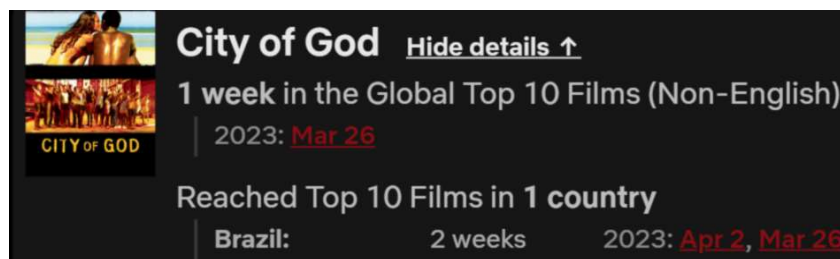 City of God Hide details ↑
1 week in the Global Top 10 Films (Non-English)
2023: Mar 26
CITY OF GOD
Reached Top 10 Films in 1 country
Brazil: 2 weeks 2023: Apr 2, Mar 26